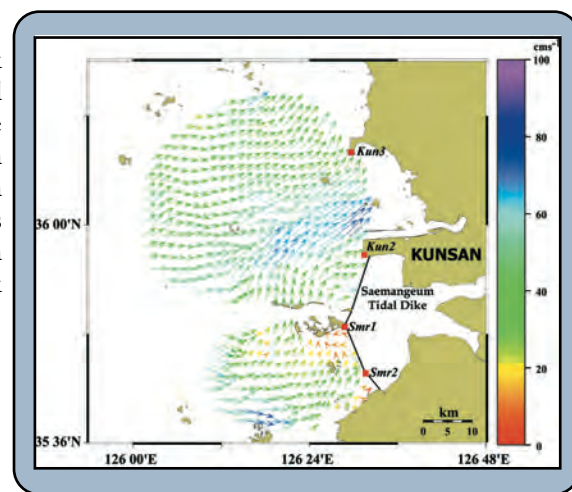 cms⁻¹
100
80
60
40
20
0
Kun3
36 00'N
Kun2
KUNSAN
Saemangeum
Tidal Dike
Smr1
Smr2
km
0 5 10
35 36'N
126 00'E
126 24'E
126 48'E